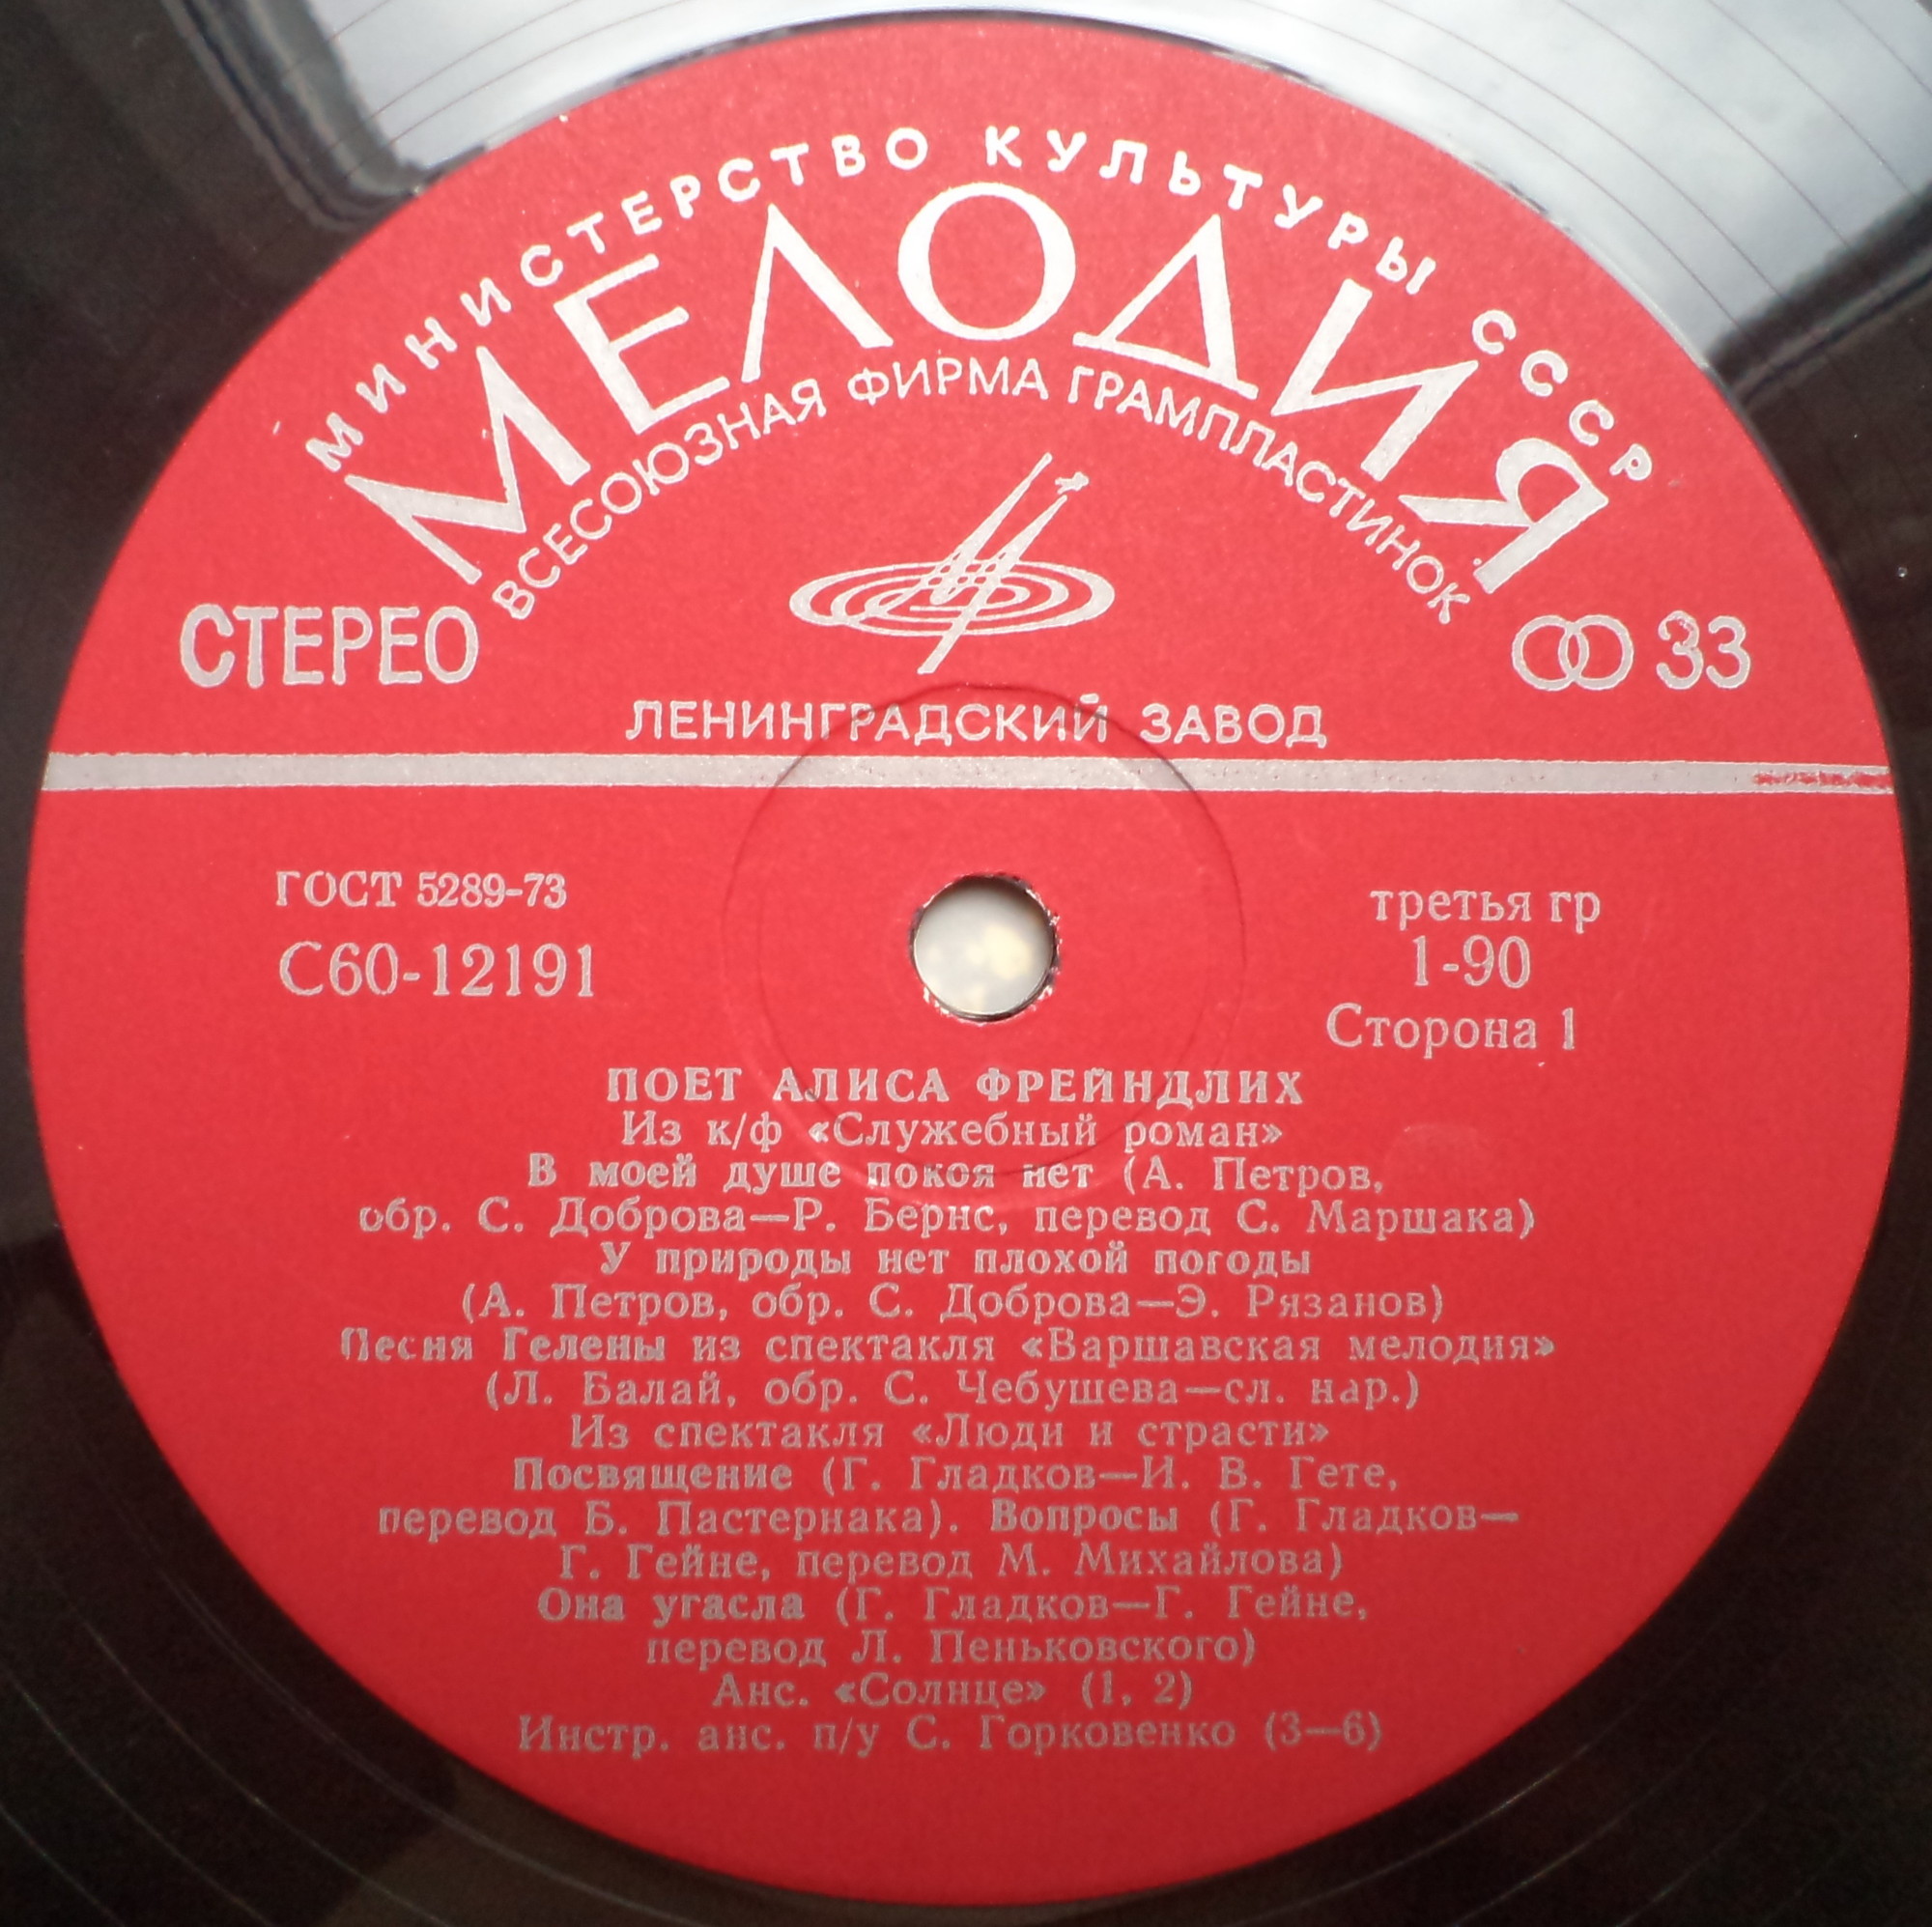 МИНИСТЕРСТВО КУЛЬТУРЫ СССР
МЕЛОДИЯ
ВСЕСОЮЗНАЯ ФИРМА ГРАМПЛАСТИНОК
СТЕРЕО
33
ЛЕНИНГРАДСКИЙ ЗАВОД
ГОСТ 5289-73
С60-12191
третья гр
1-90
Сторона 1
ПОЕТ АЛИСА ФРЕЙНДЛИХ
Из к/ф «Служебный роман»
В моей душе покоя нет (А. Петров,
обр. С. Доброва—Р. Бернс, перевод С. Маршака)
У природы нет плохой погоды
(А. Петров, обр. С. Доброва—Э. Рязанов)
Песня Гелены из спектакля «Варшавская мелодия»
(Л. Балай, обр. С. Чебушева—сл. нар.)
Из спектакля «Люди и страсти»
Посвящение (Г. Гладков—И. В. Гете,
перевод Б. Пастернака). Вопросы (Г. Гладков—
Г. Гейне, перевод М. Михайлова)
Она угасла (Г. Гладков—Г. Гейне,
перевод Л. Пеньковского)
Анс. «Солнце» (1, 2)
Инстр. анс. п/у С. Горковенко (3—6)